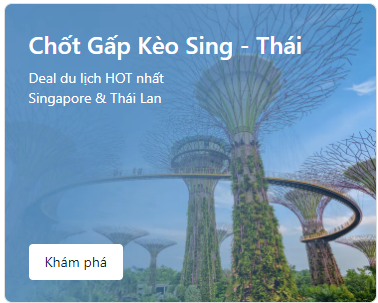 Chốt Gấp Kèo Sing - Thái
Deal du lịch HOT nhất
Singapore & Thái Lan
Khám phá